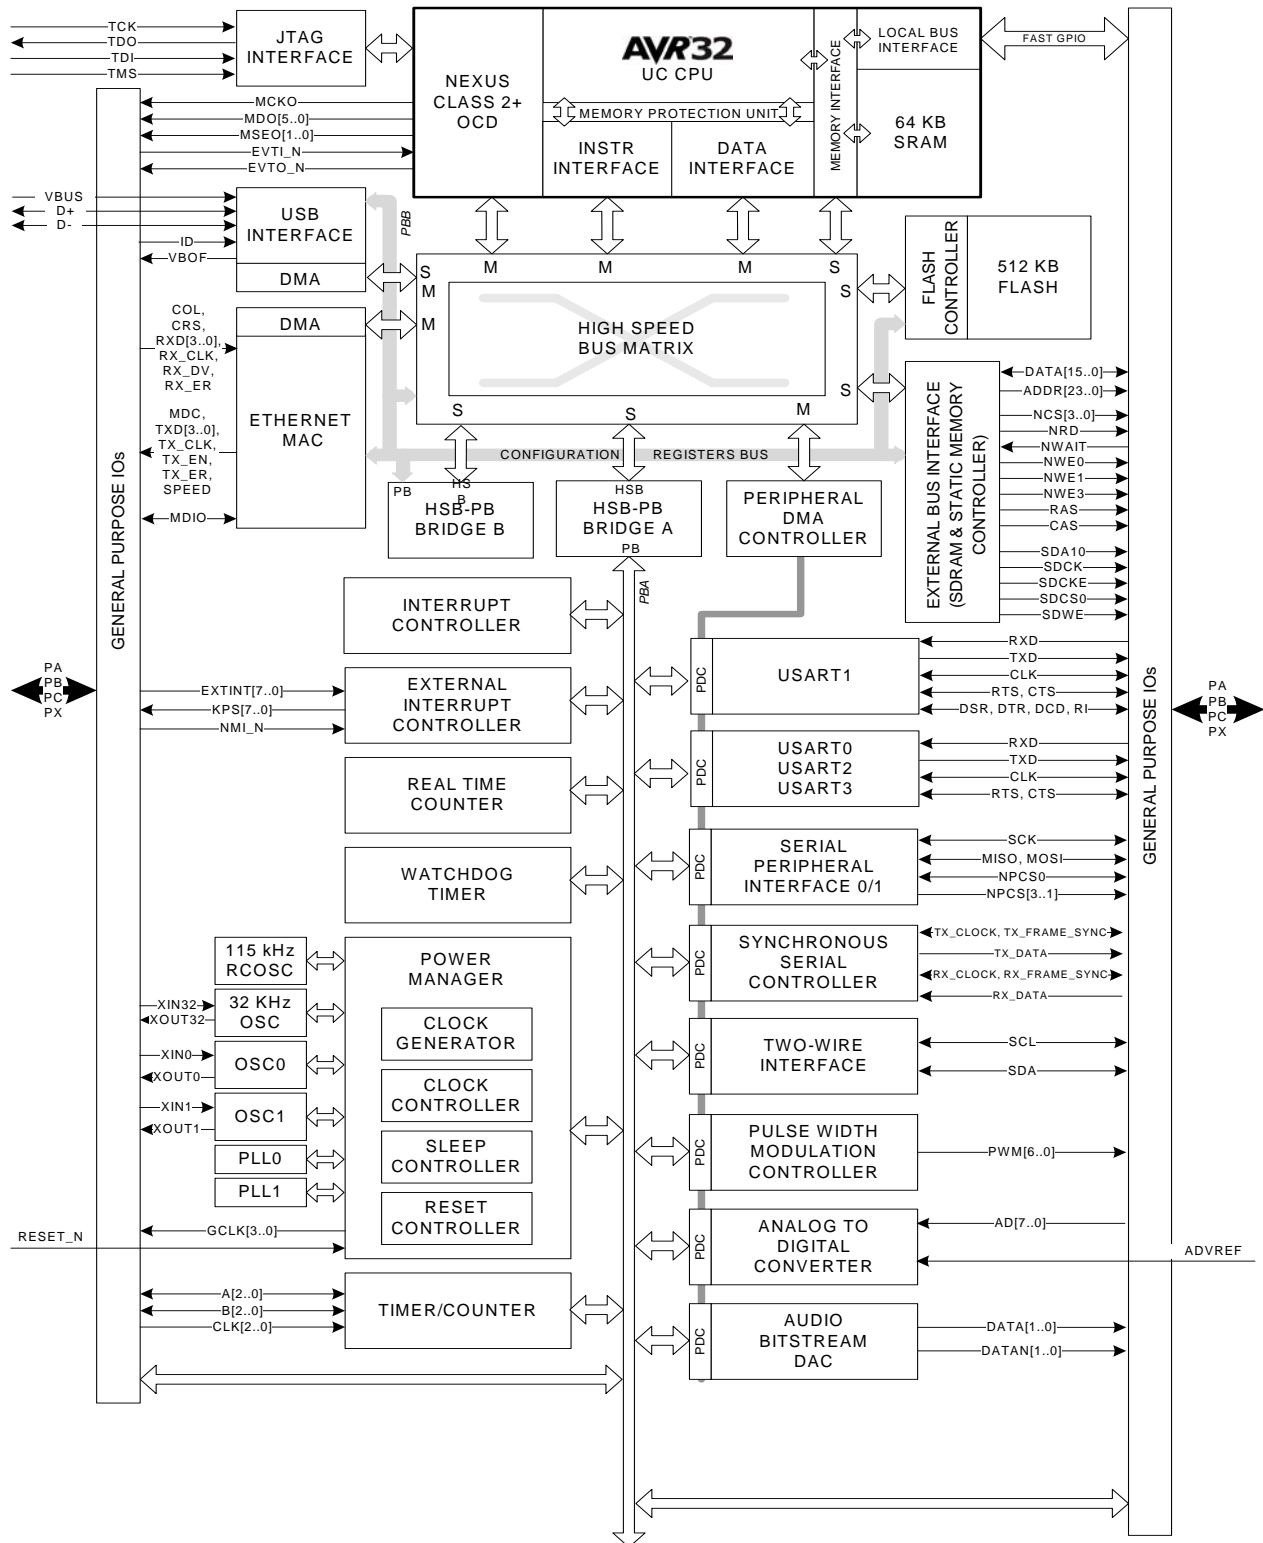 TCK
TDO
TDI
TMS
JTAG
INTERFACE
NEXUS
CLASS 2+
OCD
AVR32
UC CPU
MEMORY PROTECTION UNIT
INSTR
INTERFACE
DATA
INTERFACE
MEMORY INTERFACE
LOCAL BUS
INTERFACE
64 KB
SRAM
FAST GPIO
MCKO
MDO[5..0]
MSEO[1..0]
EVTI_N
EVTO_N
VBUS
D+
D-
ID
VBOF
USB
INTERFACE
DMA
PBB
S
M
M
M
M
M
S
S
S
S
S
M
HIGH SPEED
BUS MATRIX
FLASH
CONTROLLER
512 KB
FLASH
COL,
CRS,
RXD[3..0],
RX_CLK,
RX_DV,
RX_ER
MDC,
TXD[3..0],
TX_CLK,
TX_EN,
TX_ER,
SPEED
MDIO
DMA
ETHERNET
MAC
CONFIGURATION REGISTERS BUS
PB
HS
B
HSB-PB
BRIDGE B
HSB
HSB-PB
BRIDGE A
PB
PERIPHERAL
DMA
CONTROLLER
EXTERNAL BUS INTERFACE
(SDRAM & STATIC MEMORY
CONTROLLER)
DATA[15..0]
ADDR[23..0]
NCS[3..0]
NRD
NWAIT
NWE0
NWE1
NWE3
RAS
CAS
SDA10
SDCK
SDCKE
SDCS0
SDWE
GENERAL PURPOSE IOs
PA
PB
PC
PX
PBA
INTERRUPT
CONTROLLER
EXTINT[7..0]
KPS[7..0]
NMI_N
EXTERNAL
INTERRUPT
CONTROLLER
REAL TIME
COUNTER
WATCHDOG
TIMER
115 kHz
RCOSC
XIN32
XOUT32
32 KHz
OSC
XIN0
XOUT0
OSC0
XIN1
XOUT1
OSC1
PLL0
PLL1
GCLK[3..0]
RESET_N
POWER
MANAGER
CLOCK
GENERATOR
CLOCK
CONTROLLER
SLEEP
CONTROLLER
RESET
CONTROLLER
A[2..0]
B[2..0]
CLK[2..0]
TIMER/COUNTER
PDC
USART1
RXD
TXD
CLK
RTS, CTS
DSR, DTR, DCD, RI
PDC
USART0
USART2
USART3
RXD
TXD
CLK
RTS, CTS
PDC
SERIAL
PERIPHERAL
INTERFACE 0/1
SCK
MISO, MOSI
NPCS0
NPCS[3..1]
PDC
SYNCHRONOUS
SERIAL
CONTROLLER
TX_CLOCK, TX_FRAME_SYNC
TX_DATA
RX_CLOCK, RX_FRAME_SYNC
RX_DATA
PDC
TWO-WIRE
INTERFACE
SCL
SDA
PDC
PULSE WIDTH
MODULATION
CONTROLLER
PWM[6..0]
PDC
ANALOG TO
DIGITAL
CONVERTER
AD[7..0]
ADVREF
PDC
AUDIO
BITSTREAM
DAC
DATA[1..0]
DATAN[1..0]
GENERAL PURPOSE IOs
PA
PB
PC
PX